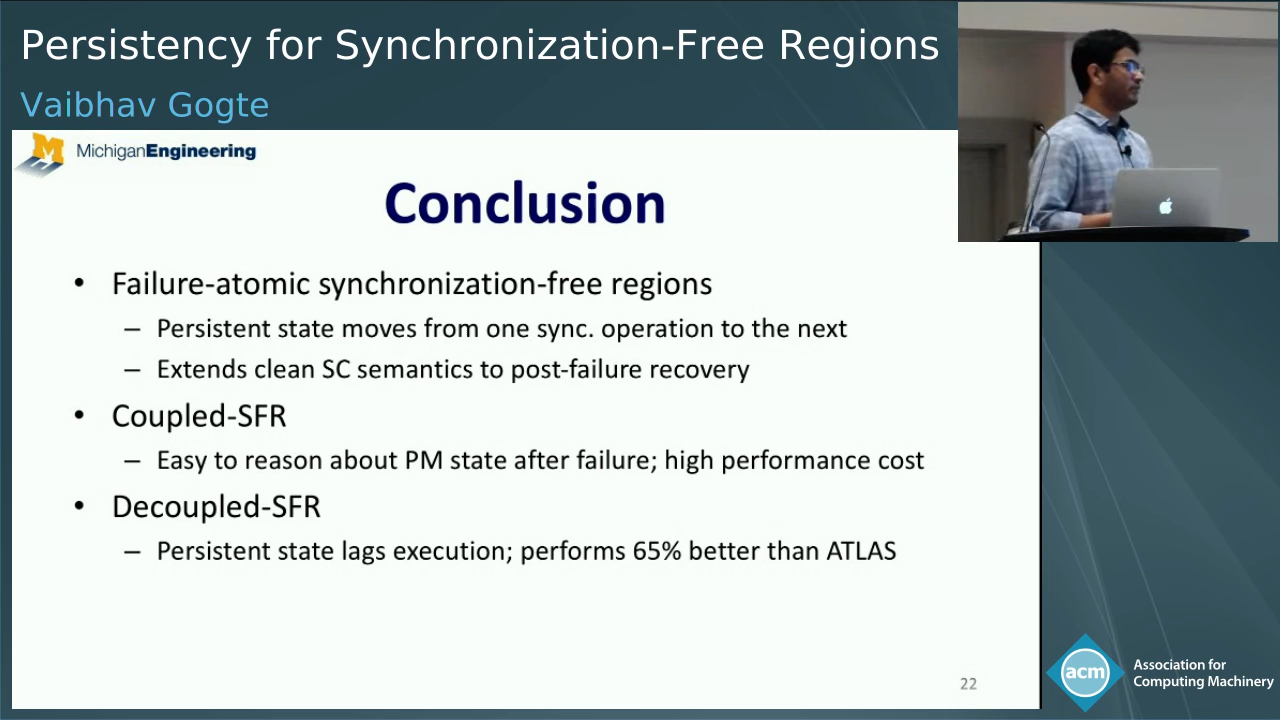 Persistency for Synchronization-Free Regions
Vaibhav Gogte
MichiganEngineering
Conclusion
• Failure-atomic synchronization-free regions
– Persistent state moves from one sync. operation to the next
– Extends clean SC semantics to post-failure recovery
• Coupled-SFR
– Easy to reason about PM state after failure; high performance cost
• Decoupled-SFR
– Persistent state lags execution; performs 65% better than ATLAS
22
acm
Association for
Computing Machinery